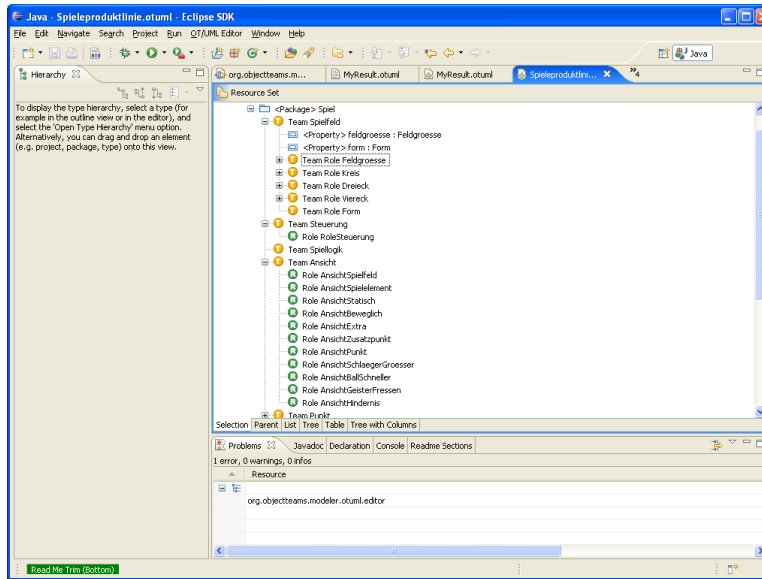 Java - Spieleproduktlinie.otuml - Eclipse SDK
File Edit Navigate Search Project Run OT/UML Editor Window Help
Java
Hierarchy
To display the type hierarchy, select a type (for
example in the outline view or in the editor), and
select the 'Open Type Hierarchy' menu option.
Alternatively, you can drag and drop an element
(e.g. project, package, type) onto this view.
org.objectteams.m... MyResult.otuml MyResult.otuml Spieleproduktlini... »4
Resource Set
<Package> Spiel
Team Spielfeld
<Property> feldgroesse : Feldgroesse
<Property> form : Form
Team Role Feldgroesse
Team Role Kreis
Team Role Dreieck
Team Role Viereck
Team Role Form
Team Steuerung
Role RoleSteuerung
Team Spiellogik
Team Ansicht
Role AnsichtSpielfeld
Role AnsichtSpielelement
Role AnsichtStatisch
Role AnsichtBeweglich
Role AnsichtExtra
Role AnsichtZusatzpunkt
Role AnsichtPunkt
Role AnsichtSchlaegerGroesser
Role AnsichtBallSchneller
Role AnsichtGeisterFressen
Role AnsichtHindernis
Team Punkt
Selection Parent List Tree Table Tree with Columns
Problems Javadoc Declaration Console Readme Sections
1 error, 0 warnings, 0 infos
Resource
org.objectteams.modeler.otuml.editor
Read Me Trim (Bottom)